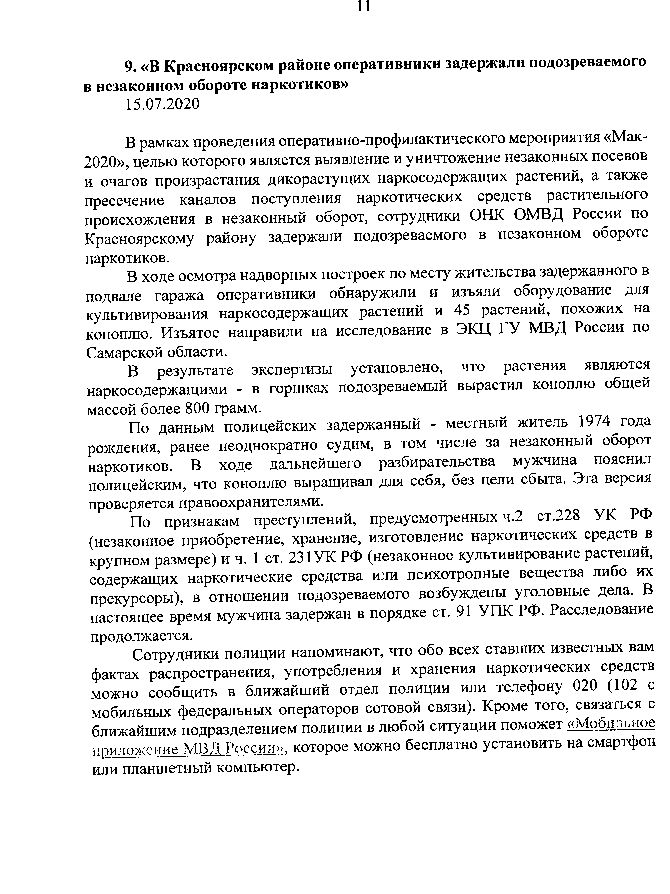 11
9. «В Красноярском районе оперативники задержали подозреваемого
в незаконном обороте наркотиков»
15.07.2020
В рамках проведения оперативно-профилактического мероприятия «Мак-
2020», целью которого является выявление и уничтожение незаконных посевов
и очагов произрастания дикорастущих наркосодержащих растений, а также
пресечение каналов поступления наркотических средств растительного
происхождения в незаконный оборот, сотрудники ОНК ОМВД России по
Красноярскому району задержали подозреваемого в незаконном обороте
наркотиков.
В ходе осмотра надворных построек по месту жительства задержанного в
подвале гаража оперативники обнаружили и изъяли оборудование для
культивирования наркосодержащих растений и 45 растений, похожих на
коноплю. Изъятое направили на исследование в ЭКЦ ГУ МВД России по
Самарской области.
В результате экспертизы установлено, что растения являются
наркосодержащими - в горшках подозреваемый вырастил коноплю общей
массой более 800 грамм.
По данным полицейских задержанный - местный житель 1974 года
рождения, ранее неоднократно судим, в том числе за незаконный оборот
наркотиков. В ходе дальнейшего разбирательства мужчина пояснил
полицейским, что коноплю выращивал для себя, без цели сбыта. Эта версия
проверяется правоохранителями.
По признакам преступлений, предусмотренных ч.2 ст.228 УК РФ
(незаконное приобретение, хранение, изготовление наркотических средств в
крупном размере) и ч. 1 ст. 231УК РФ (незаконное культивирование растений,
содержащих наркотические средства или психотропные вещества либо их
прекурсоры), в отношении подозреваемого возбуждены уголовные дела. В
настоящее время мужчина задержан в порядке ст. 91 УПК РФ. Расследование
продолжается.
Сотрудники полиции напоминают, что обо всех ставших известных вам
фактах распространения, употребления и хранения наркотических средств
можно сообщить в ближайший отдел полиции или телефону 020 (102 с
мобильных федеральных операторов сотовой связи). Кроме того, связаться с
ближайшим подразделением полиции в любой ситуации поможет «Мобильное
приложение МВД России», которое можно бесплатно установить на смартфон
или планшетный компьютер.